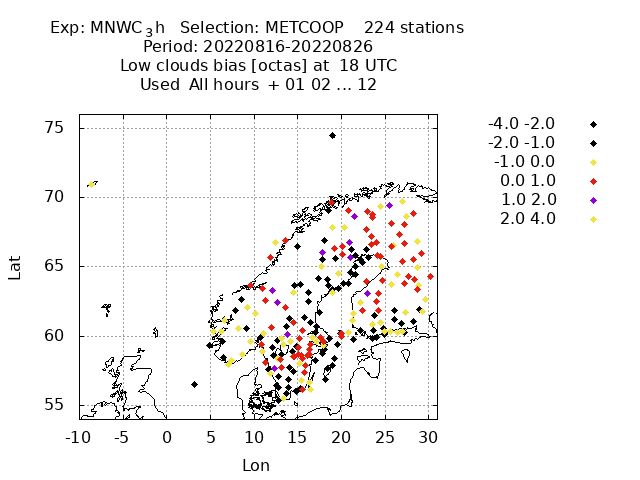 Exp: MNWC_3h Selection: METCOOP 224 stations
Period: 20220816-20220826
Low clouds bias [octas] at 18 UTC
Used All hours + 01 02 ... 12
-4.0 -2.0
-2.0 -1.0
-1.0 0.0
0.0 1.0
1.0 2.0
2.0 4.0
Lat
75
70
65
60
55
-10 -5 0 5 10 15 20 25 30
Lon